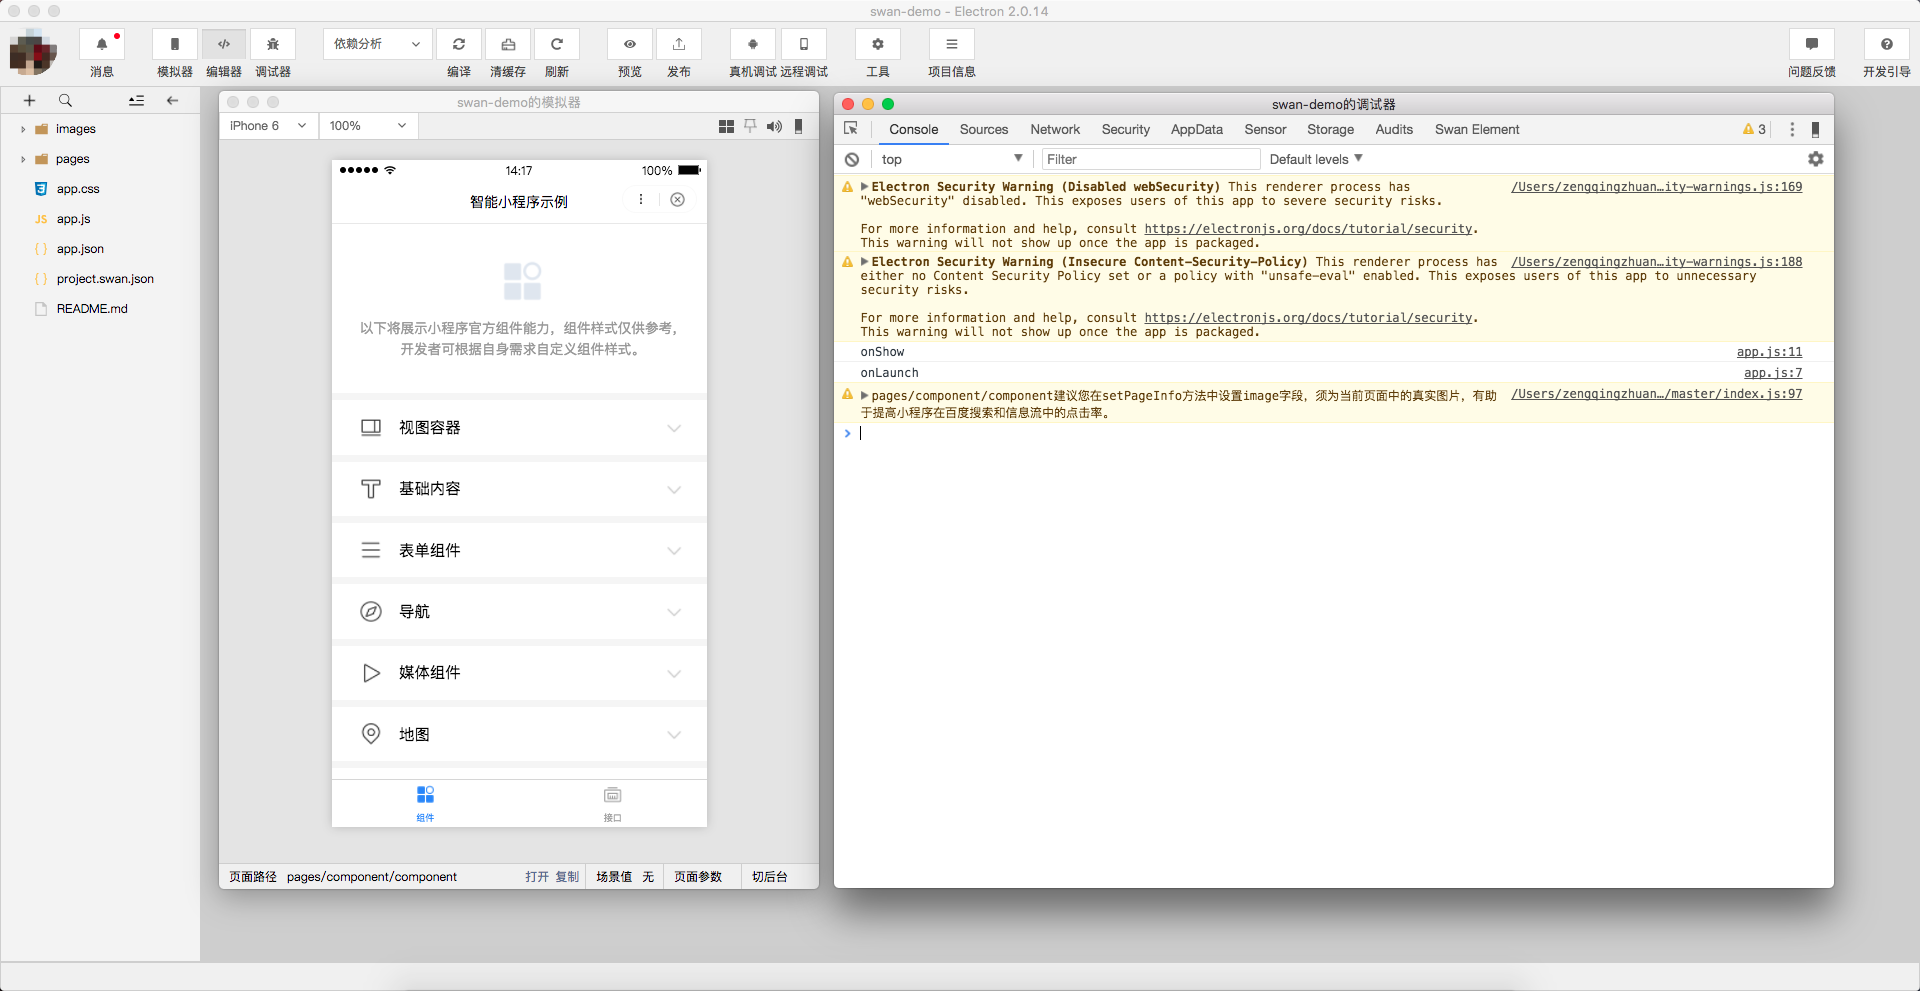 swan-demo - Electron 2.0.14
消息
模拟器
编辑器
调试器
依赖分析
编译
清缓存
刷新
预览
发布
真机调试
远程调试
工具
项目信息
问题反馈
开发引导
images
pages
app.css
JS app.js
{ } app.json
{ } project.swan.json
README.md
swan-demo的模拟器
iPhone 6
100%
14:17
100%
智能小程序示例
以下将展示小程序官方组件能力，组件样式仅供参考，
开发者可根据自身需求自定义组件样式。
视图容器
基础内容
表单组件
导航
媒体组件
地图
组件
接口
页面路径 pages/component/component 打开 复制 场景值 无 页面参数 切后台
swan-demo的调试器
Console Sources Network Security AppData Sensor Storage Audits Swan Element 3
top Filter Default levels
Electron Security Warning (Disabled webSecurity) This renderer process has /Users/zengqingzhuan…ity-warnings.js:169
"webSecurity" disabled. This exposes users of this app to severe security risks.
For more information and help, consult https://electronjs.org/docs/tutorial/security.
This warning will not show up once the app is packaged.
Electron Security Warning (Insecure Content-Security-Policy) This renderer process has /Users/zengqingzhuan…ity-warnings.js:188
either no Content Security Policy set or a policy with "unsafe-eval" enabled. This exposes users of this app to unnecessary
security risks.
For more information and help, consult https://electronjs.org/docs/tutorial/security.
This warning will not show up once the app is packaged.
onShow app.js:11
onLaunch app.js:7
pages/component/component建议您在setPageInfo方法中设置image字段，须为当前页面中的真实图片，有助 /Users/zengqingzhuan…/master/index.js:97
于提高小程序在百度搜索和信息流中的点击率。